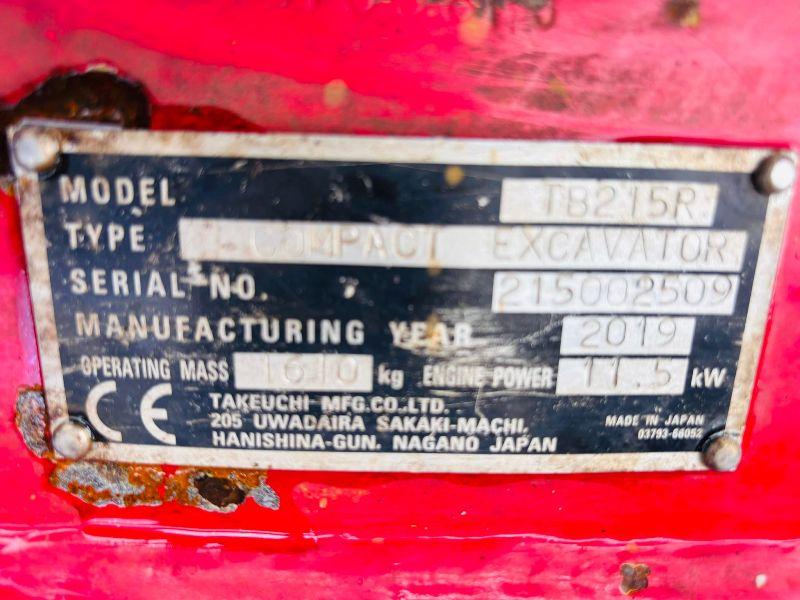 MODEL TB215R
TYPE COMPACT EXCAVATOR
SERIAL NO. 215002509
MANUFACTURING YEAR 2019
OPERATING MASS 1610 kg ENGINE POWER 11.5 kW
CE
TAKEUCHI MFG.CO.,LTD.
205 UWADAIRA SAKAKI-MACHI,
HANISHINA-GUN, NAGANO JAPAN
MADE IN JAPAN
03793-66052